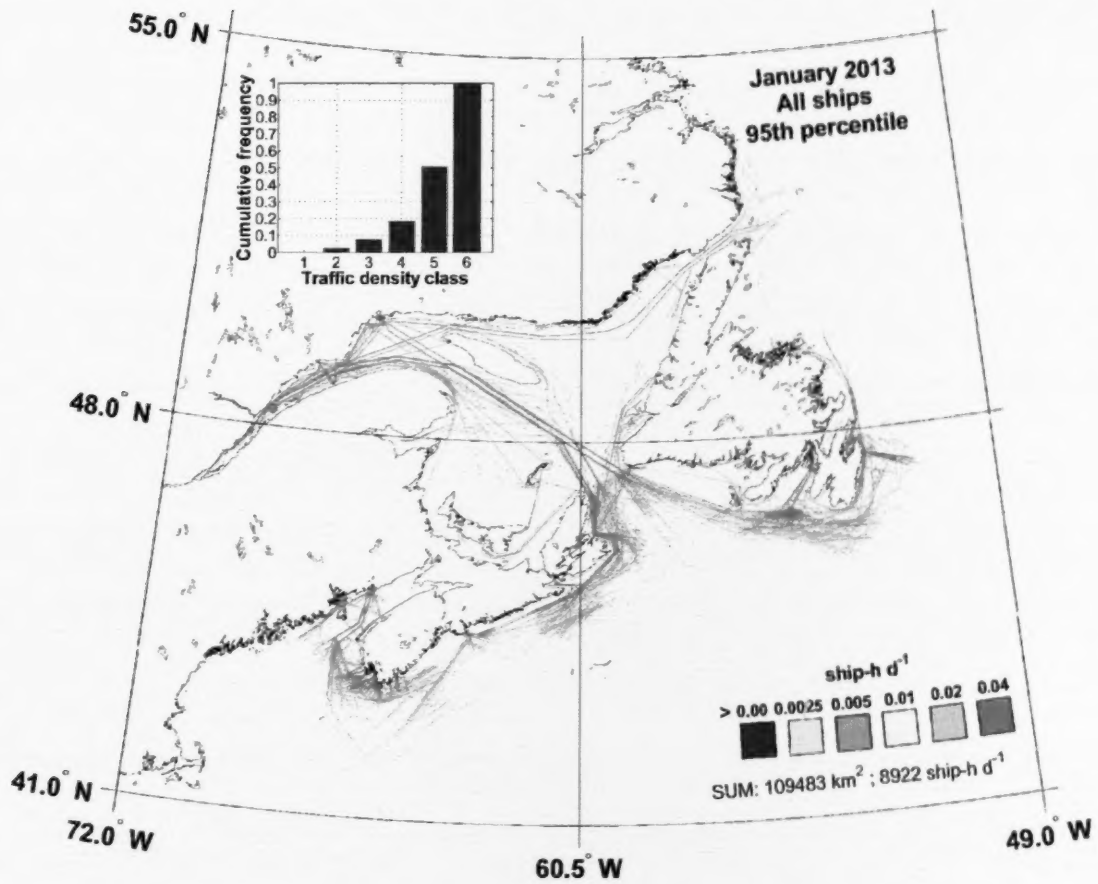 55.0° N
January 2013
All ships
95th percentile
Cumulative frequency
1
0.9
0.8
0.7
0.6
0.5
0.4
0.3
0.2
0.1
0
1 2 3 4 5 6
Traffic density class
48.0° N
ship-h d⁻¹
> 0.00 0.0025 0.005 0.01 0.02 0.04
SUM: 109483 km² ; 8922 ship-h d⁻¹
41.0° N
72.0° W
60.5° W
49.0° W